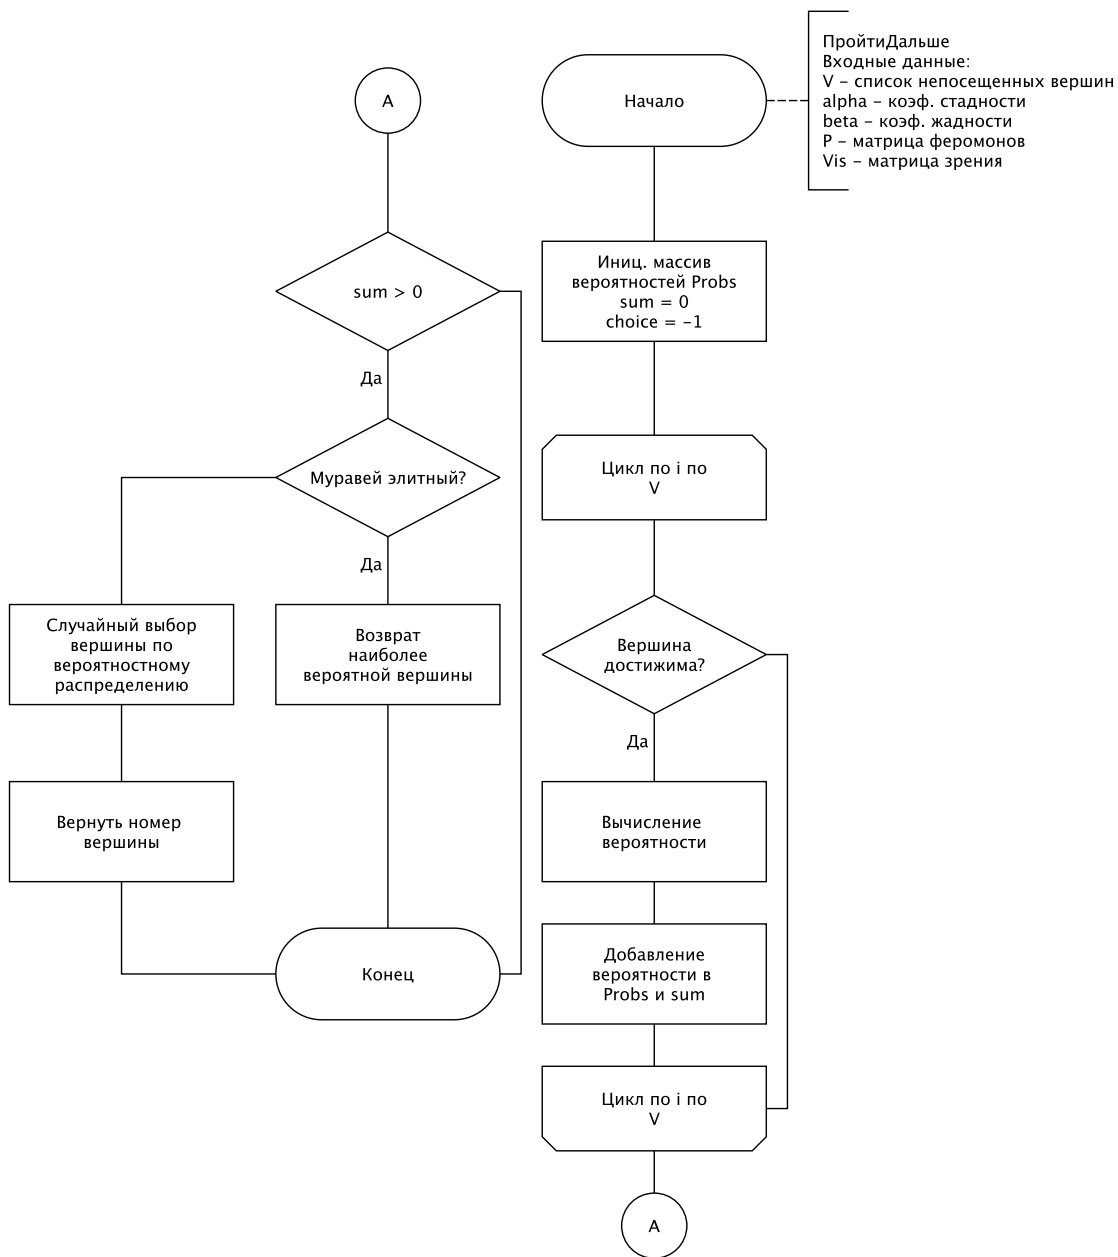 А
sum > 0
Да
Муравей элитный?
Да
Случайный выбор
вершины по
вероятностному
распределению
Возврат
наиболее
вероятной вершины
Вернуть номер
вершины
Конец
Начало
ПройтиДальше
Входные данные:
V – список непосещенных вершин
alpha – коэф. стадности
beta – коэф. жадности
P – матрица феромонов
Vis – матрица зрения
Иниц. массив
вероятностей Probs
sum = 0
choice = –1
Цикл по i по
V
Вершина
достижима?
Да
Вычисление
вероятности
Добавление
вероятности в
Probs и sum
Цикл по i по
V
А